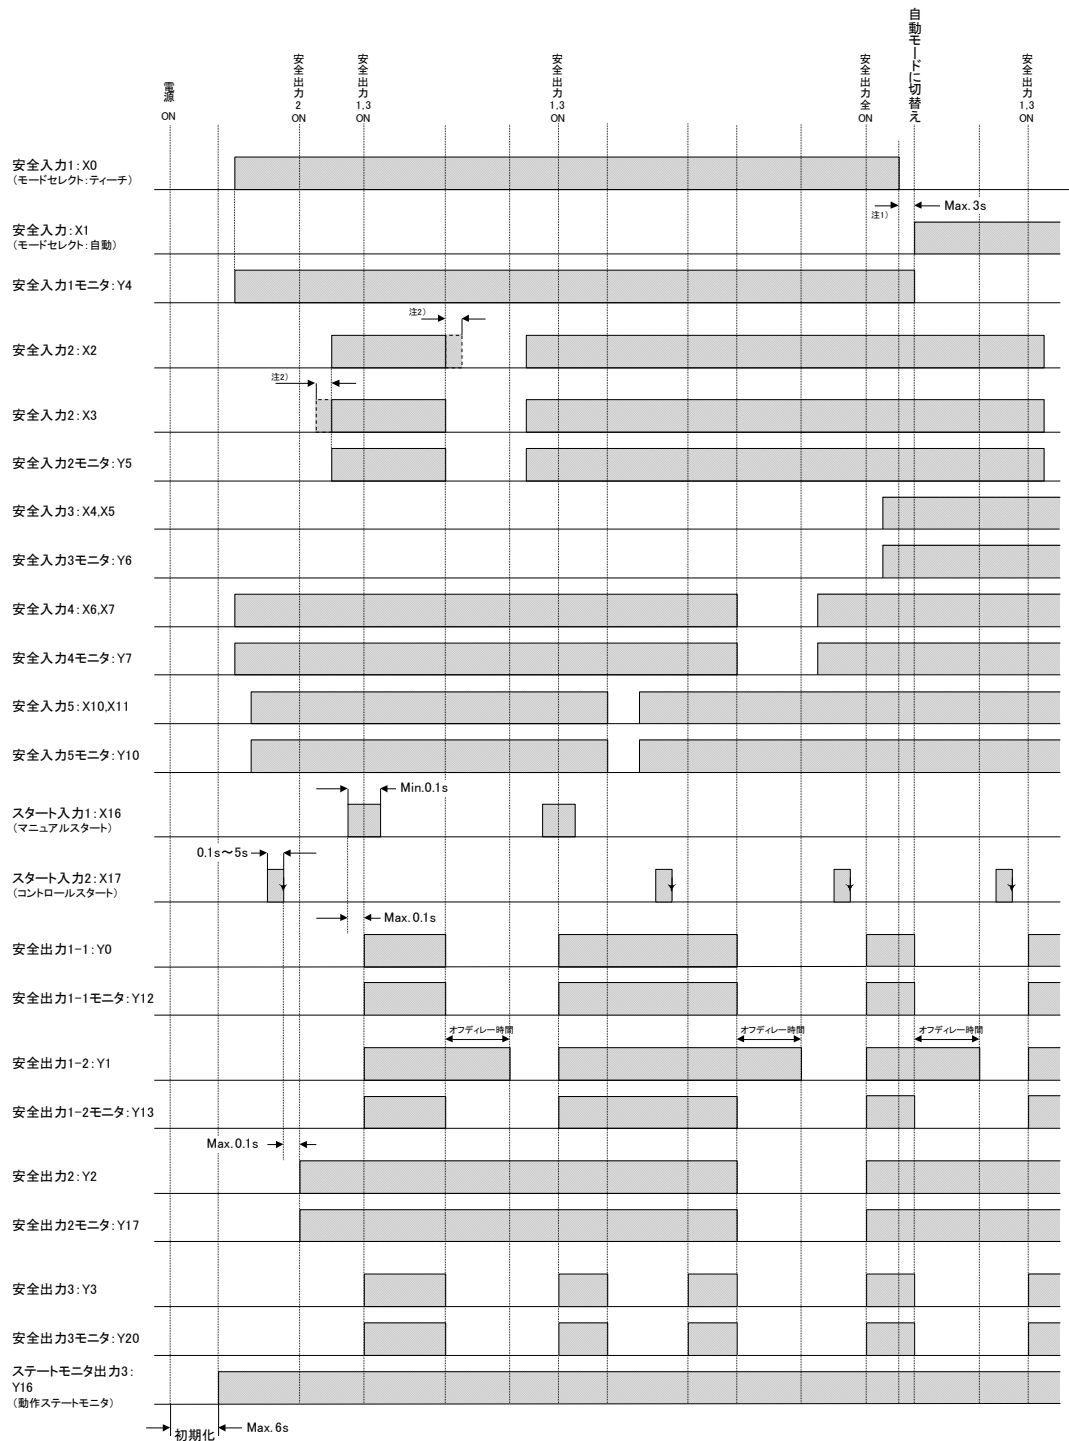 電源
ON
安全出力
2
ON
安全出力
1,3
ON
安全出力
1,3
ON
安全出力全
ON
自動モードに切替え
安全出力
1,3
ON
安全入力1:X0
(モードセレクト:ティーチ)
注1)
Max.3s
安全入力:X1
(モードセレクト:自動)
安全入力1モニタ:Y4
注2)
安全入力2:X2
注2)
安全入力2:X3
安全入力2モニタ:Y5
安全入力3:X4,X5
安全入力3モニタ:Y6
安全入力4:X6,X7
安全入力4モニタ:Y7
安全入力5:X10,X11
安全入力5モニタ:Y10
Min.0.1s
スタート入力1:X16
(マニュアルスタート)
0.1s～5s
スタート入力2:X17
(コントロールスタート)
Max.0.1s
安全出力1-1:Y0
安全出力1-1モニタ:Y12
オフディレー時間
オフディレー時間
オフディレー時間
安全出力1-2:Y1
安全出力1-2モニタ:Y13
Max.0.1s
安全出力2:Y2
安全出力2モニタ:Y17
安全出力3:Y3
安全出力3モニタ:Y20
ステートモニタ出力3:
Y16
(動作ステートモニタ)
初期化
Max.6s